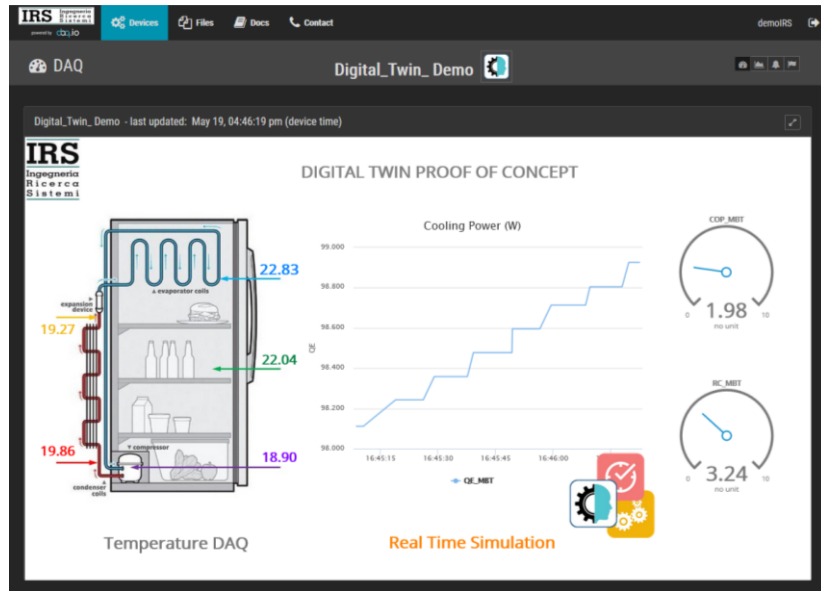 IRS Ingegneria Ricerca Sistemi
powered by cbq.io
Devices
Files
Docs
Contact
demoIRS
DAQ
Digital_Twin_ Demo
Digital_Twin_ Demo - last updated: May 19, 04:46:19 pm (device time)
IRS
Ingegneria
Ricerca
Sistemi
DIGITAL TWIN PROOF OF CONCEPT
22.83
evaporator coils
expansion
device
19.27
22.04
19.86
compressor
18.90
condenser
coils
Temperature DAQ
Cooling Power (W)
99.000
98.800
98.600
98.400
98.200
98.000
QE
16:45:15
16:45:30
16:45:45
16:46:00
QE_MBT
Real Time Simulation
COP_MBT
1.98
0
10
no unit
RC_MBT
3.24
0
10
no unit